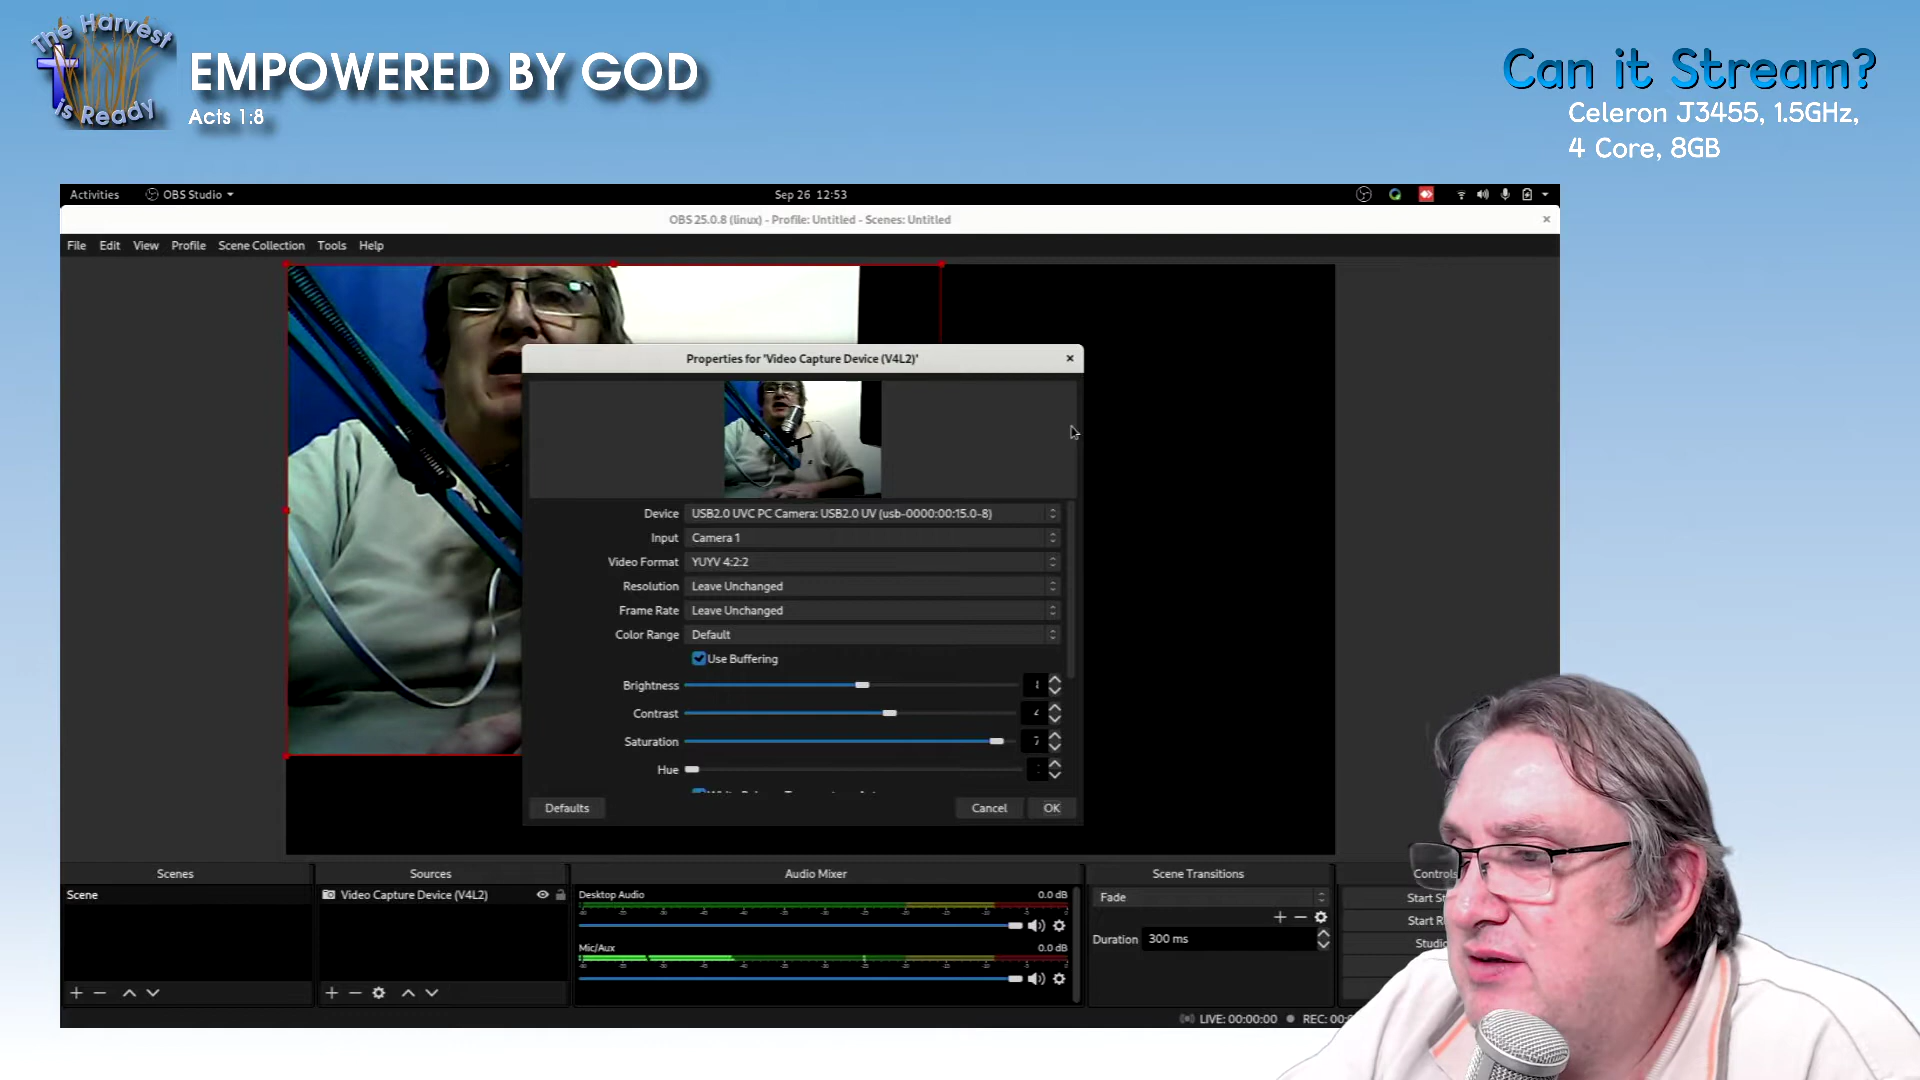 The Harvest
is Ready
EMPOWERED BY GOD
Acts 1:8
Can it Stream?
Celeron J3455, 1.5GHz,
4 Core, 8GB
Activities
OBS Studio
Sep 26 12:53
OBS 25.0.8 (linux) - Profile: Untitled - Scenes: Untitled
File Edit View Profile Scene Collection Tools Help
Properties for 'Video Capture Device (V4L2)'
Device USB2.0 UVC PC Camera: USB2.0 UV (usb-0000:00:15.0-8)
Input Camera 1
Video Format YUYV 4:2:2
Resolution Leave Unchanged
Frame Rate Leave Unchanged
Color Range Default
Use Buffering
Brightness
Contrast
Saturation
Hue
Defaults Cancel OK
Scenes
Scene
Sources
Video Capture Device (V4L2)
Audio Mixer
Desktop Audio 0.0 dB
Mic/Aux 0.0 dB
Scene Transitions
Fade
Duration 300 ms
Controls
Start St
Start R
Studio
LIVE: 00:00:00 REC: 00: